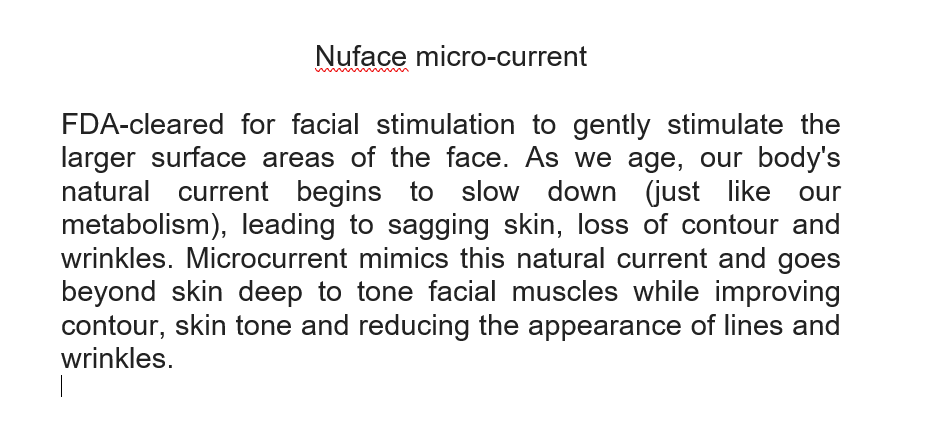 Nuface micro-current
FDA-cleared for facial stimulation to gently stimulate the
larger surface areas of the face. As we age, our body's
natural current begins to slow down (just like our
metabolism), leading to sagging skin, loss of contour and
wrinkles. Microcurrent mimics this natural current and goes
beyond skin deep to tone facial muscles while improving
contour, skin tone and reducing the appearance of lines and
wrinkles.